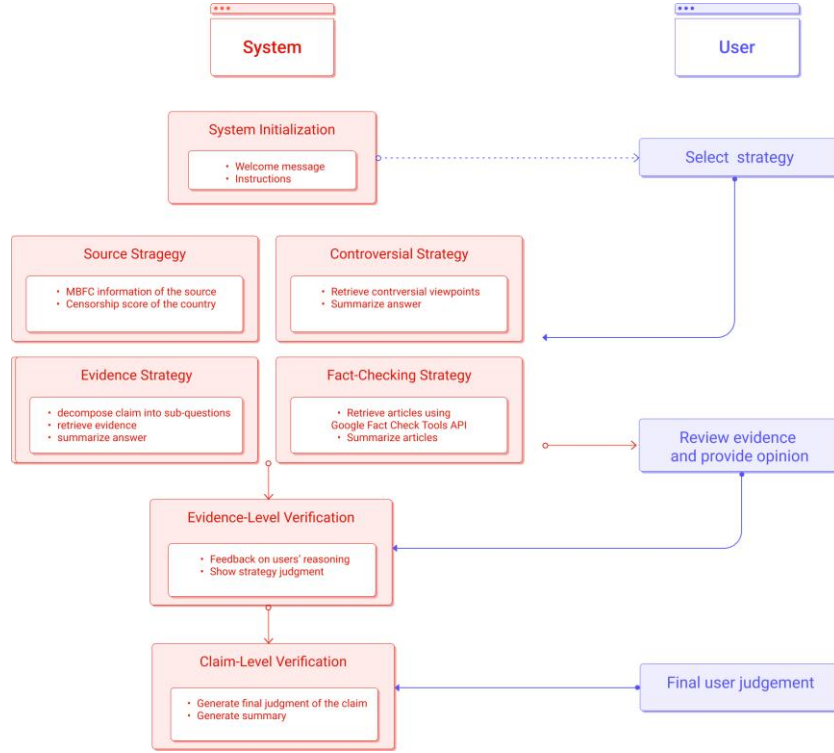 System
User
System Initialization
• Welcome message
• Instructions
Select strategy
Source Stragegy
• MBFC information of the source
• Censorship score of the country
Controversial Strategy
• Retrieve contrversial viewpoints
• Summarize answer
Evidence Strategy
• decompose claim into sub-questions
• retrieve evidence
• summarize answer
Fact-Checking Strategy
• Retrieve articles using
Google Fact Check Tools API
• Summarize articles
Review evidence
and provide opinion
Evidence-Level Verification
• Feedback on users' reasoning
• Show strategy judgment
Claim-Level Verification
• Generate final judgment of the claim
• Generate summary
Final user judgement